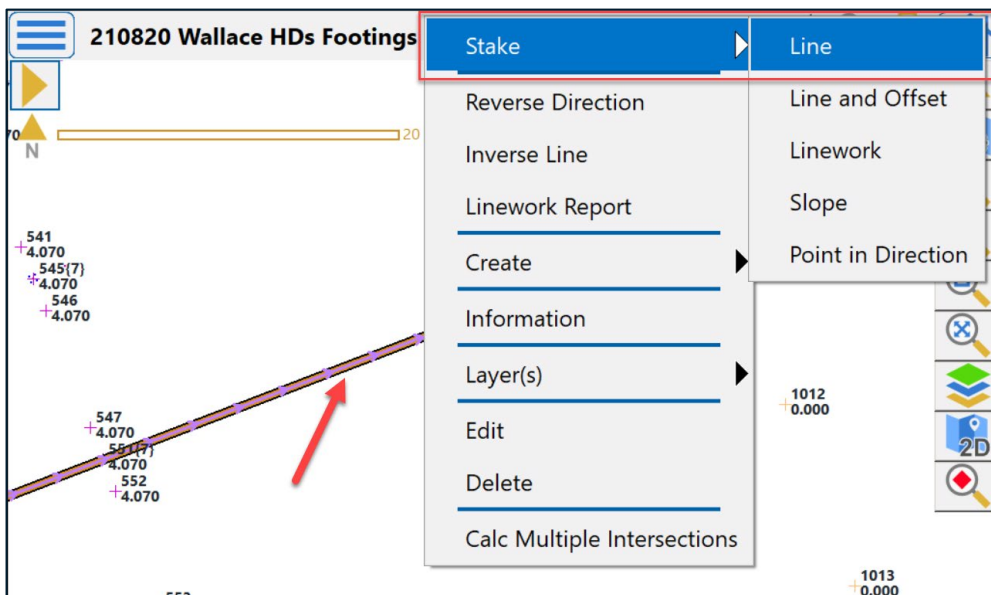 210820 Wallace HDs Footings
Stake
Line
Reverse Direction
Line and Offset
Inverse Line
Linework
Linework Report
Slope
Create
Point in Direction
Information
Layer(s)
Edit
Delete
Calc Multiple Intersections
70
N
20
541
4.070
545{7}
4.070
546
4.070
547
4.070
551{7}
4.070
552
4.070
1012
0.000
2D
1013
0.000